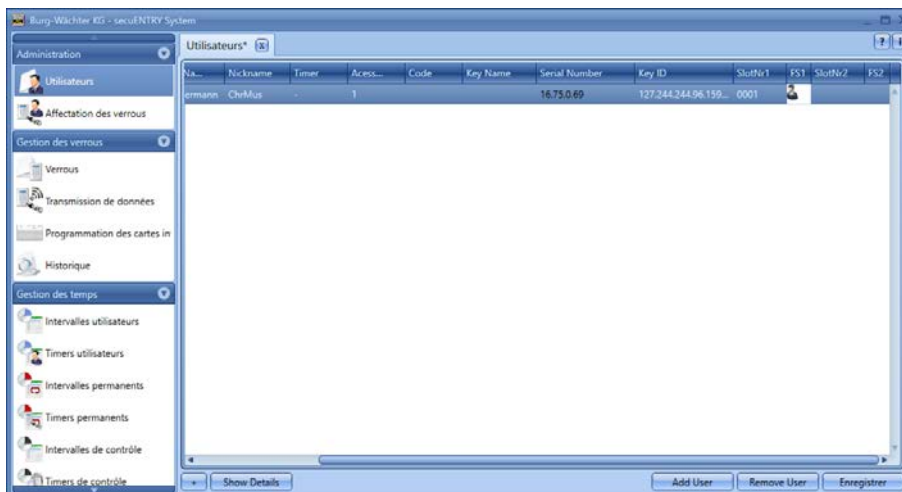 Burg-Wächter KG - secuENTRY System
Administration
Utilisateurs
Affectation des verrous
Gestion des verrous
Verrous
Transmission de données
Programmation des cartes in
Historique
Gestion des temps
Intervalles utilisateurs
Timers utilisateurs
Intervalles permanents
Timers permanents
Intervalles de contrôle
Timers de contrôle
Utilisateurs*
?
Na... Nickname Timer Acess... Code Key Name Serial Number Key ID SlotNr1 FS1 SlotNr2 FS2
ermann ChrMus - 1 16.75.0.69 127.244.244.96.159... 0001
+ Show Details Add User Remove User Enregistrer